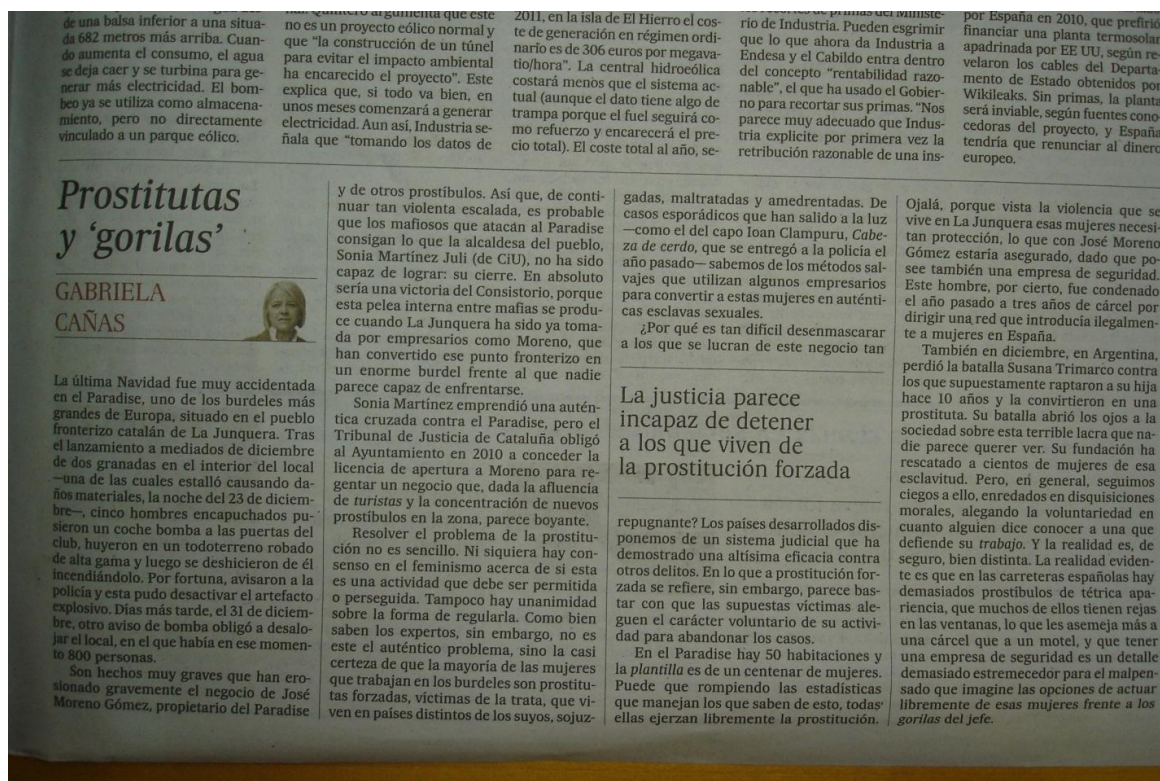 de una balsa inferior a una situa-
da 682 metros más arriba. Cuan-
do aumenta el consumo, el agua
se deja caer y se turbina para ge-
nerar más electricidad. El bom-
beo ya se utiliza como almacena-
miento, pero no directamente
vinculado a un parque eólico.
nal. Quintero argumenta que este
no es un proyecto eólico normal y
que “la construcción de un túnel
para evitar el impacto ambiental
ha encarecido el proyecto”. Este
explica que, si todo va bien, en
unos meses comenzará a generar
electricidad. Aun así, Industria se-
ñala que “tomando los datos de
2011, en la isla de El Hierro el cos-
te de generación en régimen ordi-
nario es de 306 euros por megava-
tio/hora”. La central hidroeólica
costará menos que el sistema ac-
tual (aunque el dato tiene algo de
trampa porque el fuel seguirá co-
mo refuerzo y encarecerá el pre-
cio total). El coste total al año, se-
rio de Industria. Pueden esgrimir
que lo que ahora da Industria a
Endesa y el Cabildo entra dentro
del concepto “rentabilidad razo-
nable”, el que ha usado el Gobier-
no para recortar sus primas. “Nos
parece muy adecuado que Indus-
tria explicite por primera vez la
retribución razonable de una ins-
por España en 2010, que prefirió
financiar una planta termosolar
apadrinada por EE UU, según re-
velaron los cables del Departa-
mento de Estado obtenidos por
Wikileaks. Sin primas, la planta
será inviable, según fuentes cono-
cedoras del proyecto, y España
tendría que renunciar al dinero
europeo.
Prostitutas
y ‘gorilas’
GABRIELA
CAÑAS
La última Navidad fue muy accidentada
en el Paradise, uno de los burdeles más
grandes de Europa, situado en el pueblo
fronterizo catalán de La Junquera. Tras
el lanzamiento a mediados de diciembre
de dos granadas en el interior del local
—una de las cuales estalló causando da-
ños materiales, la noche del 23 de diciem-
bre—, cinco hombres encapuchados pu-
sieron un coche bomba a las puertas del
club, huyeron en un todoterreno robado
de alta gama y luego se deshicieron de él
incendiándolo. Por fortuna, avisaron a la
policía y esta pudo desactivar el artefacto
explosivo. Días más tarde, el 31 de diciem-
bre, otro aviso de bomba obligó a desalo-
jar el local, en el que había en ese momen-
to 800 personas.
Son hechos muy graves que han ero-
sionado gravemente el negocio de José
Moreno Gómez, propietario del Paradise
y de otros prostíbulos. Así que, de conti-
nuar tan violenta escalada, es probable
que los mafiosos que atacan al Paradise
consigan lo que la alcaldesa del pueblo,
Sonia Martínez Juli (de CiU), no ha sido
capaz de lograr: su cierre. En absoluto
sería una victoria del Consistorio, porque
esta pelea interna entre mafias se produ-
ce cuando La Junquera ha sido ya toma-
da por empresarios como Moreno, que
han convertido ese punto fronterizo en
un enorme burdel frente al que nadie
parece capaz de enfrentarse.
Sonia Martínez emprendió una autén-
tica cruzada contra el Paradise, pero el
Tribunal de Justicia de Cataluña obligó
al Ayuntamiento en 2010 a conceder la
licencia de apertura a Moreno para re-
gentar un negocio que, dada la afluencia
de turistas y la concentración de nuevos
prostíbulos en la zona, parece boyante.
Resolver el problema de la prostitu-
ción no es sencillo. Ni siquiera hay con-
senso en el feminismo acerca de si esta
es una actividad que debe ser permitida
o perseguida. Tampoco hay unanimidad
sobre la forma de regularla. Como bien
saben los expertos, sin embargo, no es
este el auténtico problema, sino la casi
certeza de que la mayoría de las mujeres
que trabajan en los burdeles son prostitu-
tas forzadas, víctimas de la trata, que vi-
ven en países distintos de los suyos, sojuz-
gadas, maltratadas y amedrentadas. De
casos esporádicos que han salido a la luz
—como el del capo Ioan Clampuru, Cabe-
za de cerdo, que se entregó a la policía el
año pasado— sabemos de los métodos sal-
vajes que utilizan algunos empresarios
para convertir a estas mujeres en auténti-
cas esclavas sexuales.
¿Por qué es tan difícil desenmascarar
a los que se lucran de este negocio tan
La justicia parece
incapaz de detener
a los que viven de
la prostitución forzada
repugnante? Los países desarrollados dis-
ponemos de un sistema judicial que ha
demostrado una altísima eficacia contra
otros delitos. En lo que a prostitución for-
zada se refiere, sin embargo, parece bas-
tar con que las supuestas víctimas ale-
guen el carácter voluntario de su activi-
dad para abandonar los casos.
En el Paradise hay 50 habitaciones y
la plantilla es de un centenar de mujeres.
Puede que rompiendo las estadísticas
que manejan los que saben de esto, todas
ellas ejerzan libremente la prostitución.
Ojalá, porque vista la violencia que se
vive en La Junquera esas mujeres necesi-
tan protección, lo que con José Moreno
Gómez estaría asegurado, dado que po-
see también una empresa de seguridad.
Este hombre, por cierto, fue condenado
el año pasado a tres años de cárcel por
dirigir una red que introducía ilegalmen-
te a mujeres en España.
También en diciembre, en Argentina,
perdió la batalla Susana Trimarco contra
los que supuestamente raptaron a su hija
hace 10 años y la convirtieron en una
prostituta. Su batalla abrió los ojos a la
sociedad sobre esta terrible lacra que na-
die parece querer ver. Su fundación ha
rescatado a cientos de mujeres de esa
esclavitud. Pero, en general, seguimos
ciegos a ello, enredados en disquisiciones
morales, alegando la voluntariedad en
cuanto alguien dice conocer a una que
defiende su trabajo. Y la realidad es, de
seguro, bien distinta. La realidad eviden-
te es que en las carreteras españolas hay
demasiados prostíbulos de tétrica apa-
riencia, que muchos de ellos tienen rejas
en las ventanas, lo que les asemeja más a
una cárcel que a un motel, y que tener
una empresa de seguridad es un detalle
demasiado estremecedor para el malpen-
sado que imagine las opciones de actuar
libremente de esas mujeres frente a los
gorilas del jefe.